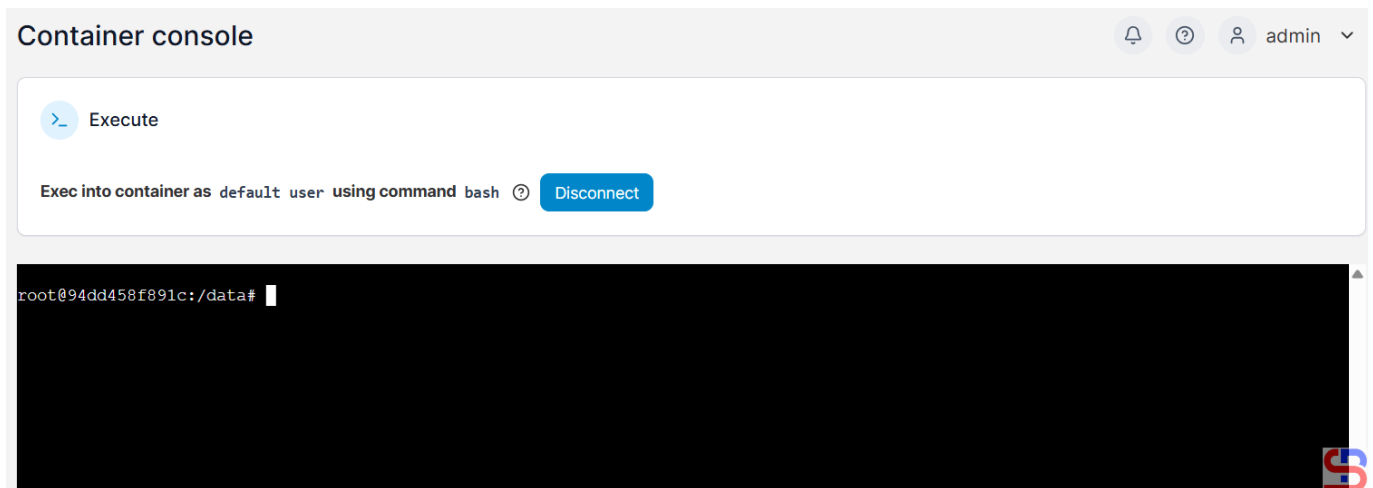 Container console
admin
>_ Execute
Exec into container as default user using command bash Disconnect
root@94dd458f891c:/data#